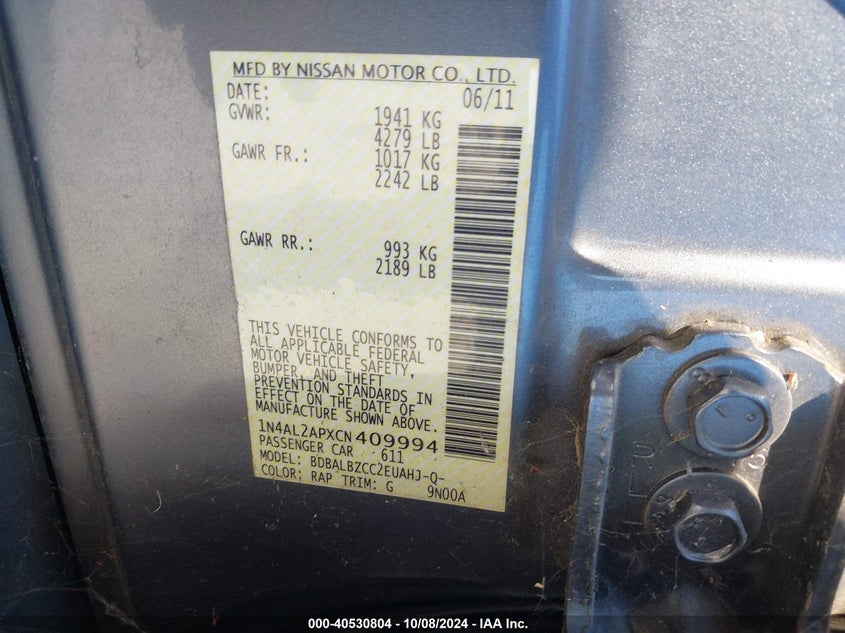 MFD BY NISSAN MOTOR CO., LTD.
DATE: 06/11
GVWR: 1941 KG
4279 LB
GAWR FR.: 1017 KG
2242 LB
GAWR RR.: 993 KG
2189 LB
THIS VEHICLE CONFORMS TO
ALL APPLICABLE FEDERAL
MOTOR VEHICLE SAFETY,
BUMPER, AND THEFT
PREVENTION STANDARDS IN
EFFECT ON THE DATE OF
MANUFACTURE SHOWN ABOVE.
1N4AL2APXCN409994
PASSENGER CAR 611
MODEL: BDBALBZCC2EUAHJ-Q-
COLOR: RAP TRIM: G 9N00A
000-40530804 • 10/08/2024 • IAA Inc.